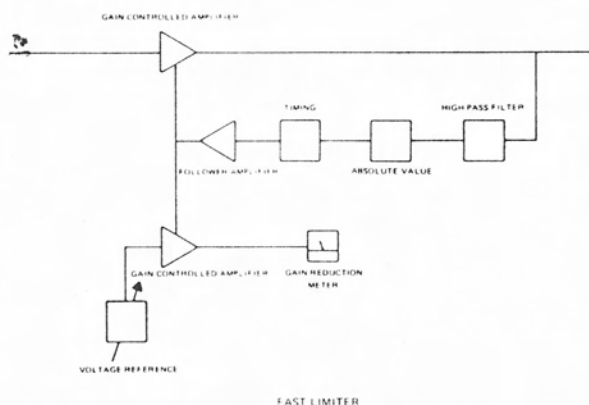 GAIN CONTROLLED AMPLIFIER
TIMING
HIGH PASS FILTER
FOLLOWER AMPLIFIER
ABSOLUTE VALUE
GAIN CONTROLLED AMPLIFIER
GAIN REDUCTION
METER
VOLTAGE REFERENCE
FAST LIMITER